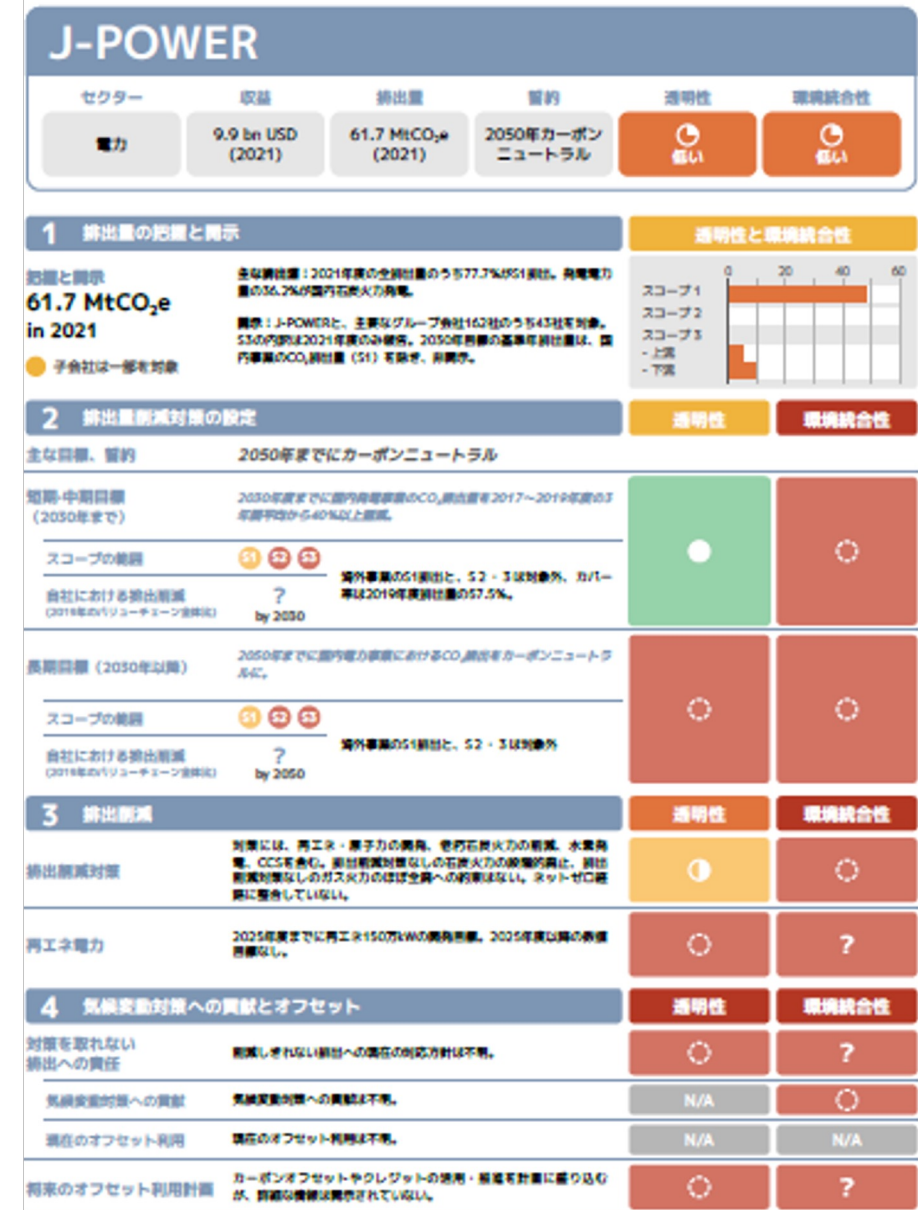 J-POWER
セクター 収益 排出量 誓約 透明性 環境統合性
電力
9.9 bn USD
(2021)
61.7 MtCO₂e
(2021)
2050年カーボン
ニュートラル
低い
低い
1 排出量の把握と開示
透明性と環境統合性
把握と開示
61.7 MtCO₂e
in 2021
子会社は一部を対象
主な排出源：2021年度の全排出量のうち77.7%がS1排出。発電電力
量の36.2%が国内石炭火力発電。
開示：J-POWERと、主要なグループ会社162社のうち43社を対象。
S3の内訳は2021年度のみ報告。2030年目標の基準年排出量は、国
内事業のCO₂排出量（S1）を除き、非開示。
0 20 40 60
スコープ 1
スコープ 2
スコープ 3
- 上流
- 下流
2 排出量削減対策の設定
透明性 環境統合性
主な目標、誓約
2050年までにカーボンニュートラル
短期・中期目標
（2030年まで）
2030年度までに国内発電事業のCO₂排出量を2017〜2019年度の3
年間平均から40%以上削減。
スコープの範囲
S1 S2 S3
自社における排出削減
(2019年のバリューチェーン全体比)
?
by 2030
海外事業のS1排出と、S2・3は対象外、カバー
率は2019年度排出量の57.5%。
長期目標（2030年以降）
2050年までに国内電力事業におけるCO₂排出をカーボンニュートラ
ルに。
スコープの範囲
S1 S2 S3
自社における排出削減
(2019年のバリューチェーン全体比)
?
by 2050
海外事業のS1排出と、S2・3は対象外
3 排出削減
透明性 環境統合性
排出削減対策
対策には、再エネ・原子力の開発、老朽石炭火力の削減、水素発
電、CCSを含む。排出削減対策なしの石炭火力の段階的廃止、排出
削減対策なしのガス火力のほぼ全廃への約束はない。ネットゼロ経
路に整合していない。
再エネ電力
2025年度までに再エネ150万kWの開発目標。2025年度以降の数値
目標なし。
?
4 気候変動対策への貢献とオフセット
透明性 環境統合性
対策を取れない
排出への責任
削減しきれない排出への現在の対応方針は不明。
?
気候変動対策への貢献
気候変動対策への貢献は不明。
N/A
現在のオフセット利用
現在のオフセット利用は不明。
N/A N/A
将来のオフセット利用計画
カーボンオフセットやクレジットの活用・推進を計画に盛り込む
が、詳細な情報は開示されていない。
?